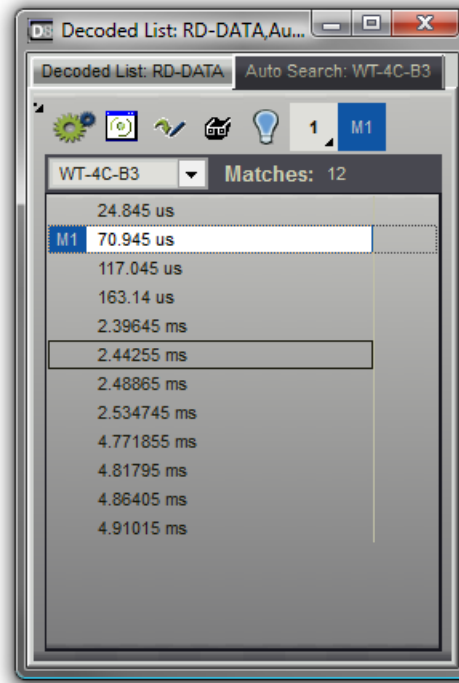 DS Decoded List: RD-DATA,Au...
Decoded List: RD-DATA Auto Search: WT-4C-B3
1 M1
WT-4C-B3 Matches: 12
24.845 us
M1 70.945 us
117.045 us
163.14 us
2.39645 ms
2.44255 ms
2.48865 ms
2.534745 ms
4.771855 ms
4.81795 ms
4.86405 ms
4.91015 ms